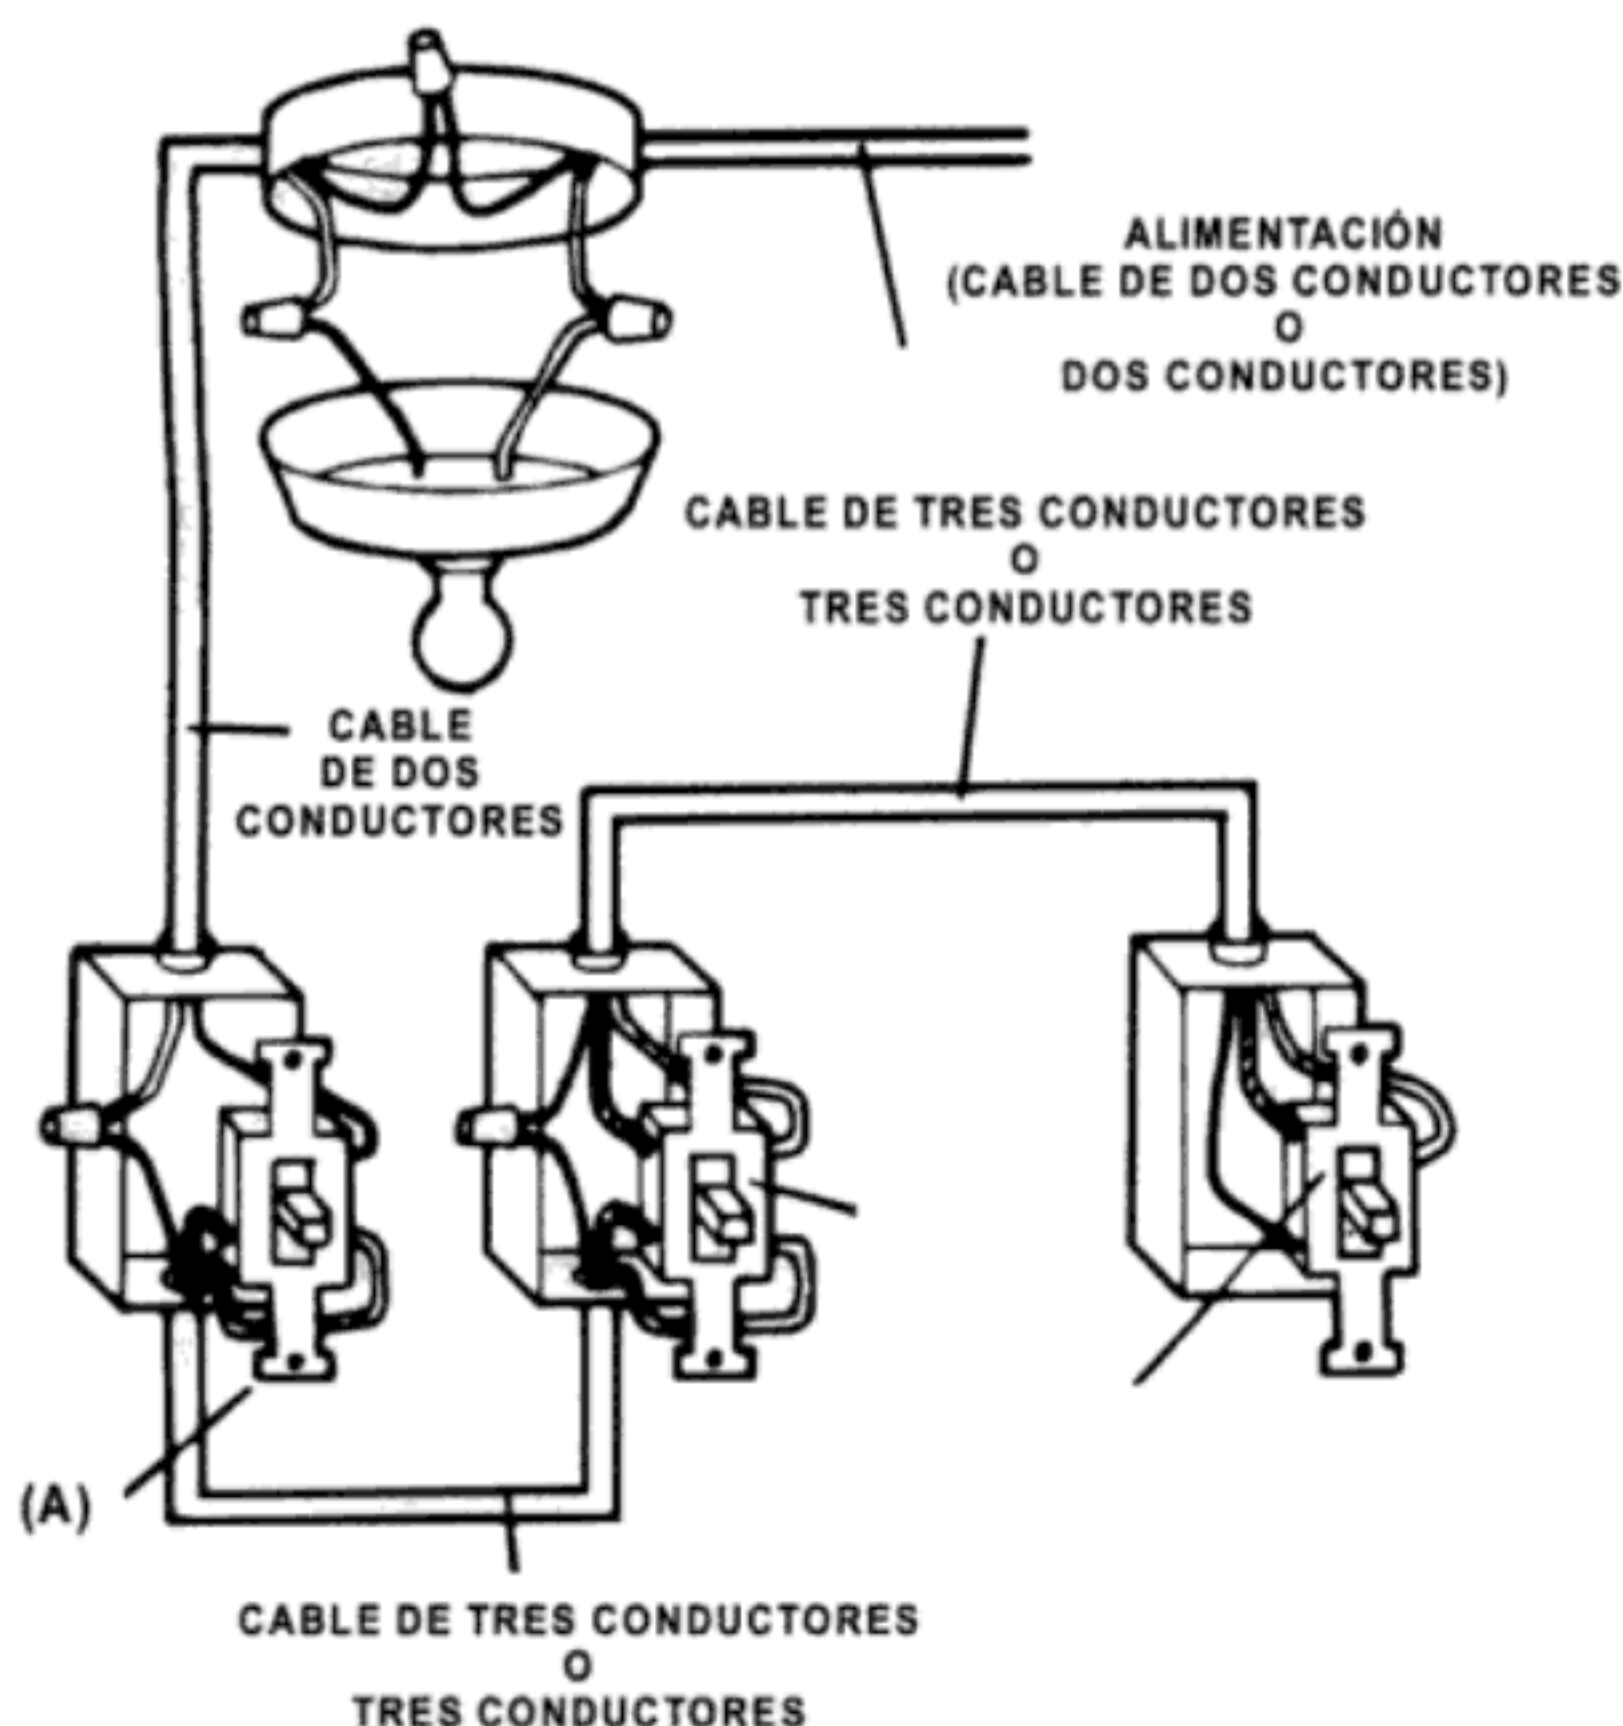 ALIMENTACIÓN
(CABLE DE DOS CONDUCTORES
O
DOS CONDUCTORES)
CABLE DE TRES CONDUCTORES
O
TRES CONDUCTORES
CABLE
DE DOS
CONDUCTORES
(A)
CABLE DE TRES CONDUCTORES
O
TRES CONDUCTORES